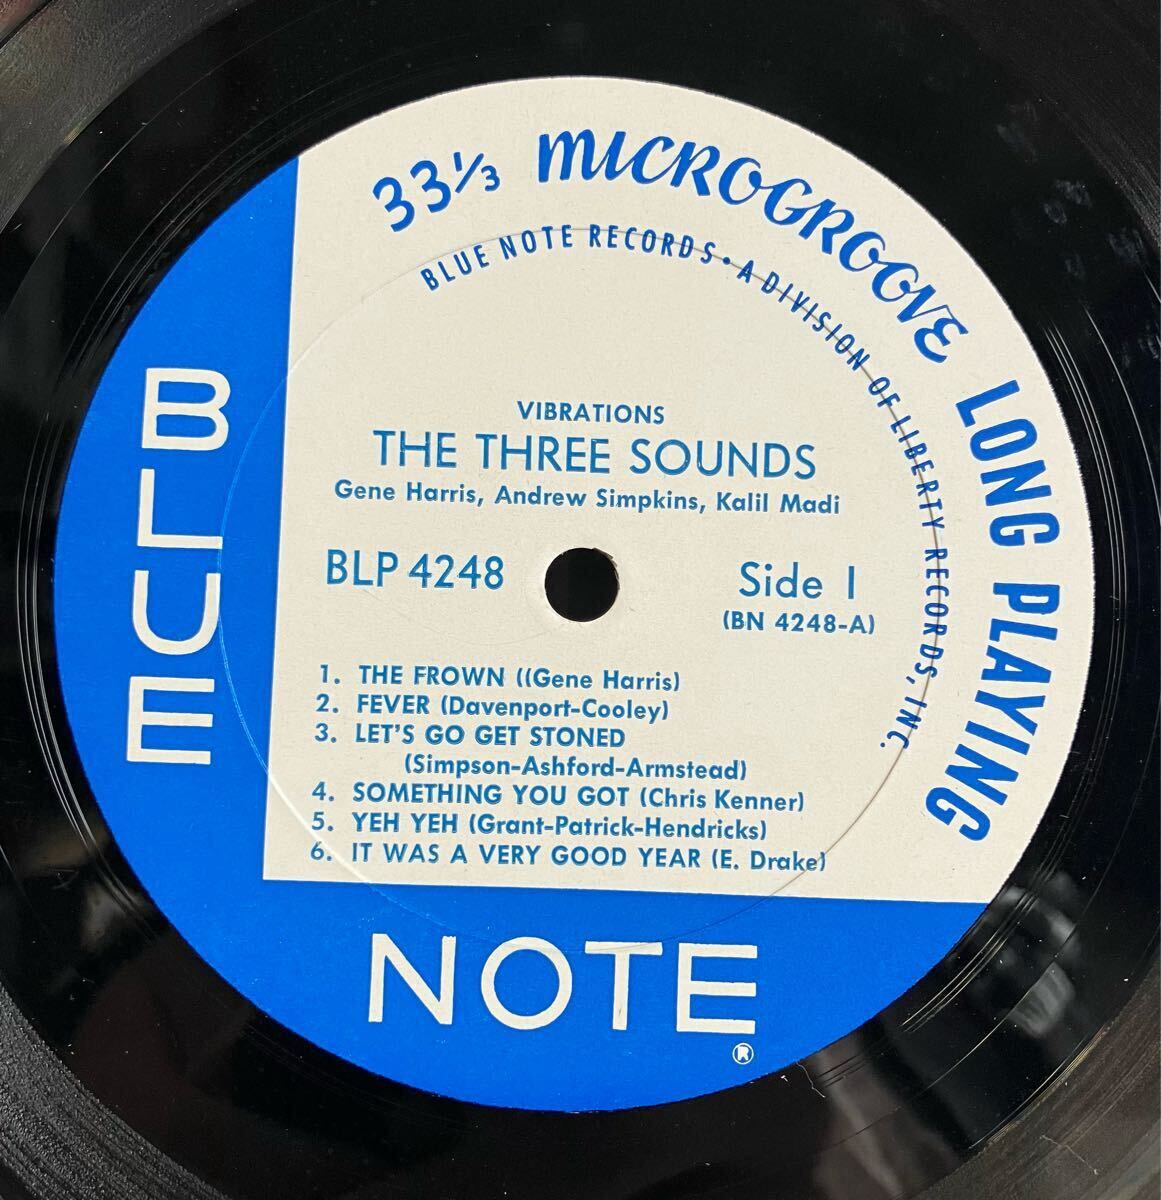 33⅓ MICROGROOVE LONG PLAYING
BLUE NOTE RECORDS • A DIVISION OF LIBERTY RECORDS, INC.
VIBRATIONS
THE THREE SOUNDS
Gene Harris, Andrew Simpkins, Kalil Madi
BLP 4248
Side 1
(BN 4248-A)
1. THE FROWN ((Gene Harris)
2. FEVER (Davenport-Cooley)
3. LET'S GO GET STONED
(Simpson-Ashford-Armstead)
4. SOMETHING YOU GOT (Chris Kenner)
5. YEH YEH (Grant-Patrick-Hendricks)
6. IT WAS A VERY GOOD YEAR (E. Drake)
BLUE
NOTE
®